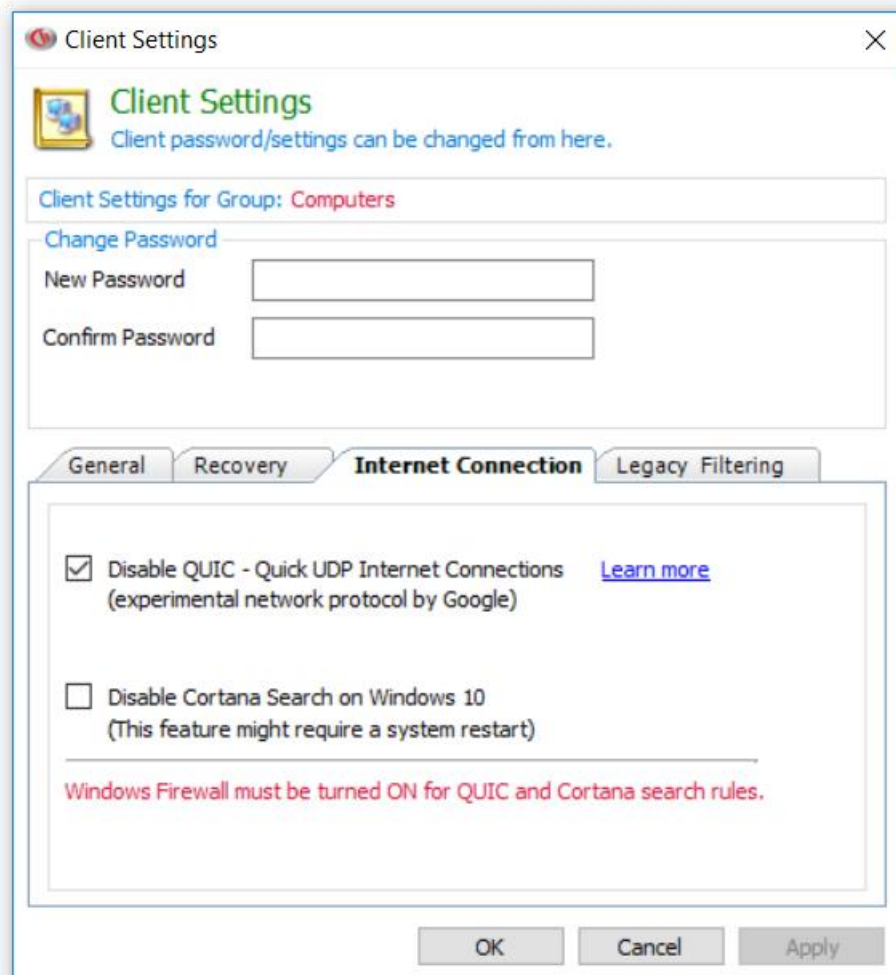 Client Settings
Client Settings
Client password/settings can be changed from here.
Client Settings for Group: Computers
Change Password
New Password
Confirm Password
General Recovery Internet Connection Legacy Filtering
Disable QUIC - Quick UDP Internet Connections Learn more
(experimental network protocol by Google)
Disable Cortana Search on Windows 10
(This feature might require a system restart)
Windows Firewall must be turned ON for QUIC and Cortana search rules.
OK Cancel Apply